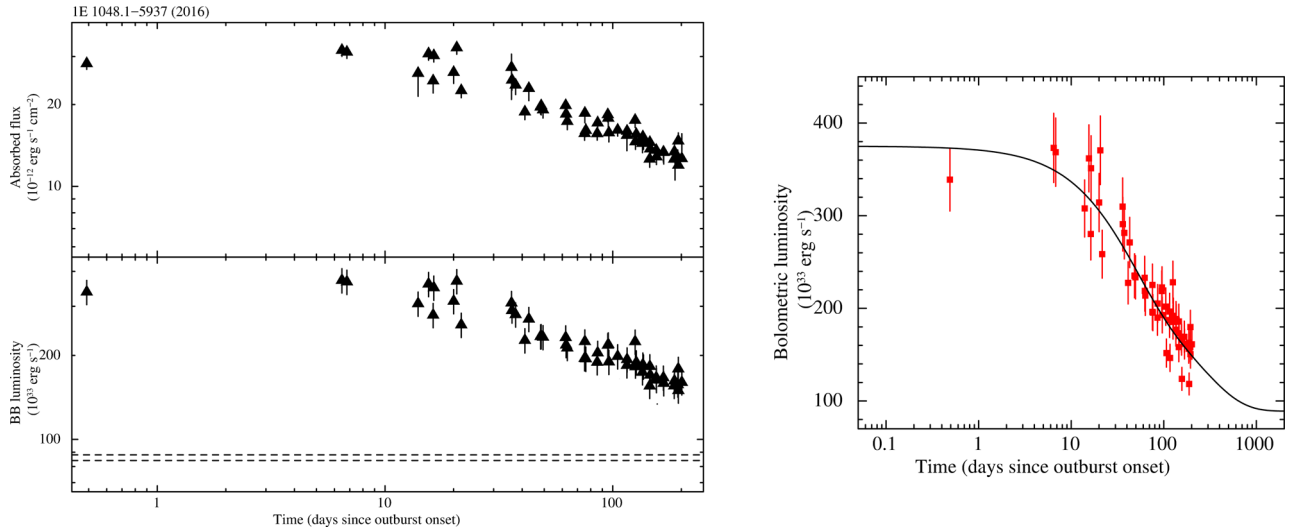 1E 1048.1−5937 (2016)
Absorbed flux
(10⁻¹² erg s⁻¹ cm⁻²)
20
10
BB luminosity
(10³³ erg s⁻¹)
200
100
1
10
100
Time (days since outburst onset)
Bolometric luminosity
(10³³ erg s⁻¹)
400
300
200
100
0.1
1
10
100
1000
Time (days since outburst onset)